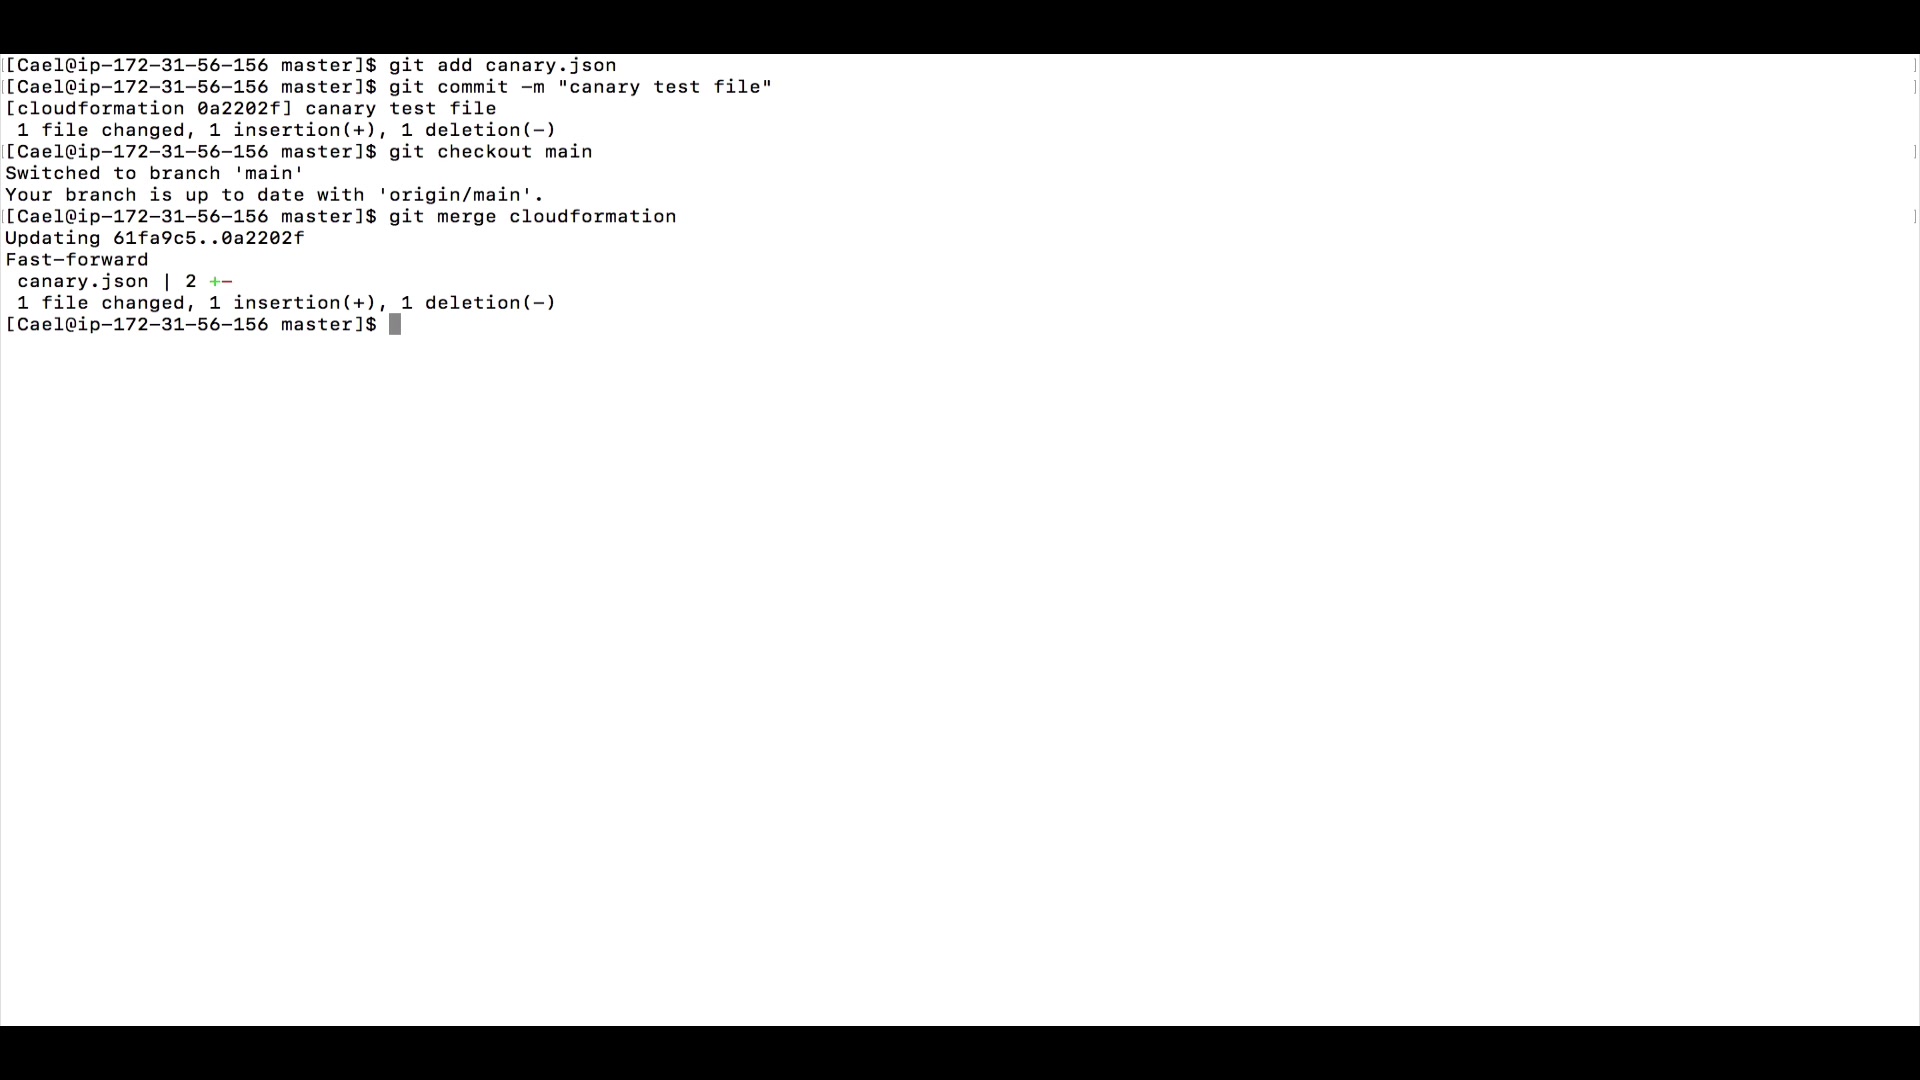 [Cael@ip-172-31-56-156 master]$ git add canary.json
[Cael@ip-172-31-56-156 master]$ git commit -m "canary test file"
[cloudformation 0a2202f] canary test file
 1 file changed, 1 insertion(+), 1 deletion(-)
[Cael@ip-172-31-56-156 master]$ git checkout main
Switched to branch 'main'
Your branch is up to date with 'origin/main'.
[Cael@ip-172-31-56-156 master]$ git merge cloudformation
Updating 61fa9c5..0a2202f
Fast-forward
 canary.json | 2 +-
 1 file changed, 1 insertion(+), 1 deletion(-)
[Cael@ip-172-31-56-156 master]$